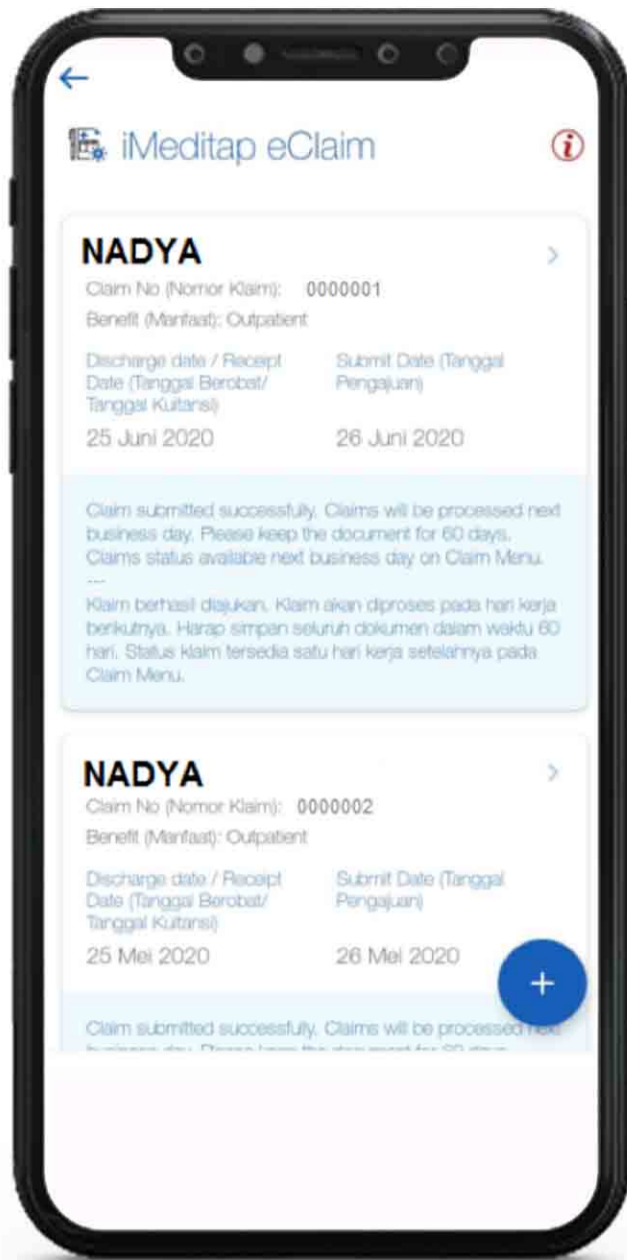 iMeditap eClaim
NADYA
Claim No (Nomor Klaim): 0000001
Benefit (Manfaat): Outpatient
Discharge date / Receipt
Date (Tanggal Berobat/
Tanggal Kuitansi)
25 Juni 2020
Submit Date (Tanggal
Pengajuan)
26 Juni 2020
Claim submitted successfully. Claims will be processed next
business day. Please keep the document for 60 days.
Claims status available next business day on Claim Menu.
---
Klaim berhasil diajukan. Klaim akan diproses pada hari kerja
berikutnya. Harap simpan seluruh dokumen dalam waktu 60
hari. Status klaim tersedia satu hari kerja setelahnya pada
Claim Menu.
NADYA
Claim No (Nomor Klaim): 0000002
Benefit (Manfaat): Outpatient
Discharge date / Receipt
Date (Tanggal Berobat/
Tanggal Kuitansi)
25 Mei 2020
Submit Date (Tanggal
Pengajuan)
26 Mei 2020
+
Claim submitted successfully. Claims will be processed next